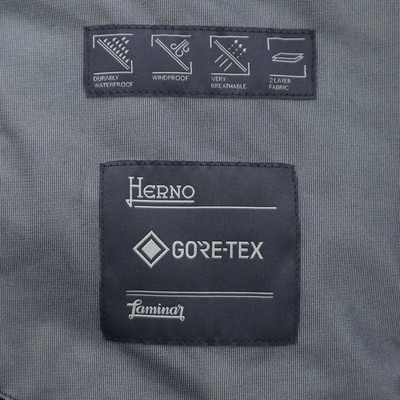 DURABLY WATERPROOF
WINDPROOF
VERY BREATHABLE
2 LAYER FABRIC
HERNO
GORE-TEX
Laminar